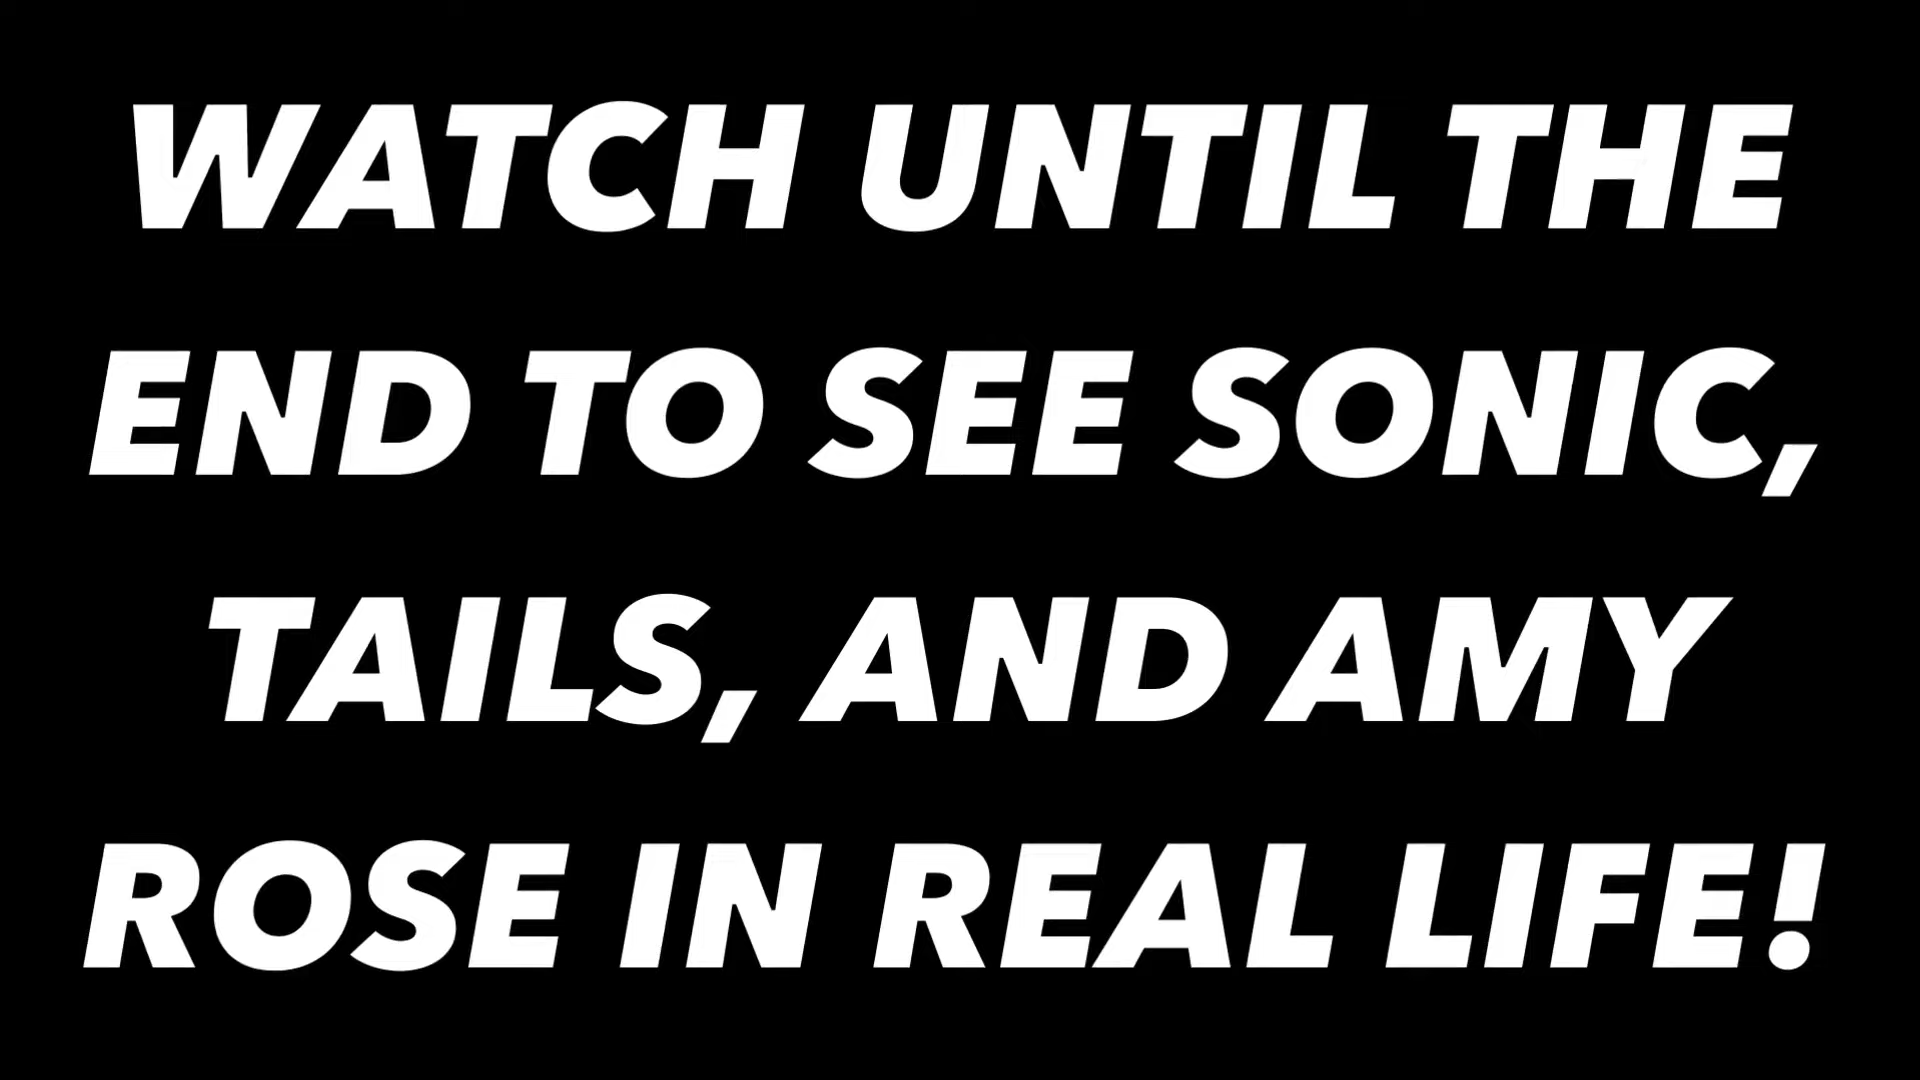 WATCH UNTIL THE
END TO SEE SONIC,
TAILS, AND AMY
ROSE IN REAL LIFE!